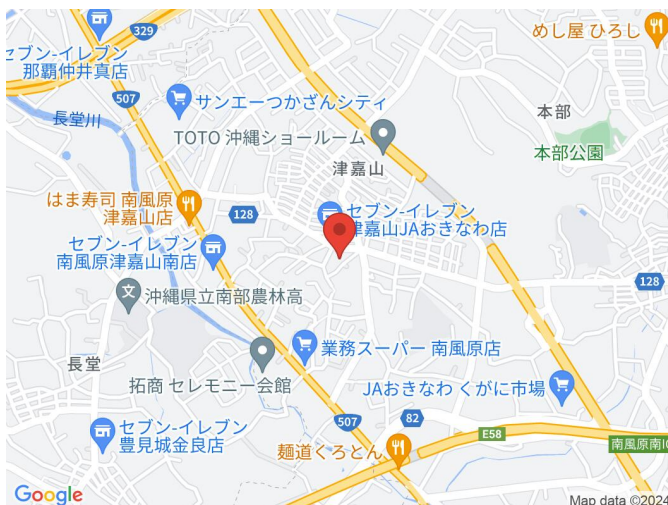 329
めし屋 ひろし
セブン-イレブン
那覇仲井真店
507
サンエーつかざんシティ
長堂川
本部
TOTO 沖縄ショールーム
本部公園
津嘉山
はま寿司 南風原
津嘉山店
128
セブン-イレブン
津嘉山JAおきなわ店
セブン-イレブン
南風原津嘉山南店
128
沖縄県立南部農林高
業務スーパー 南風原店
長堂
拓商 セレモニー会館
JAおきなわ くがに市場
セブン-イレブン
豊見城金良店
507
82
E58
麺道くろとん
南風原南IC
Google
Map data ©2024